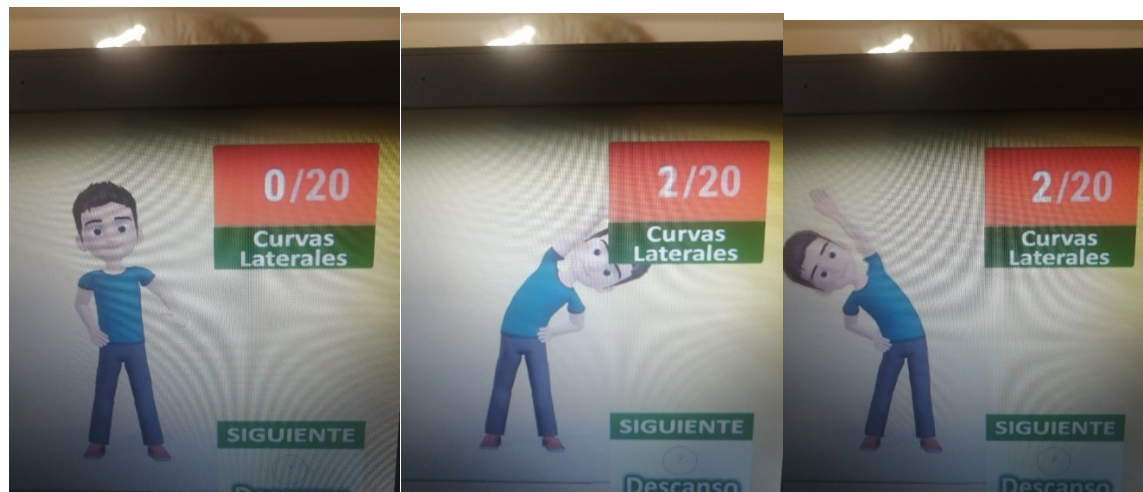 0/20
Curvas
Laterales
SIGUIENTE
2/20
Curvas
Laterales
SIGUIENTE
Descanso
2/20
Curvas
Laterales
SIGUIENTE
Descanso